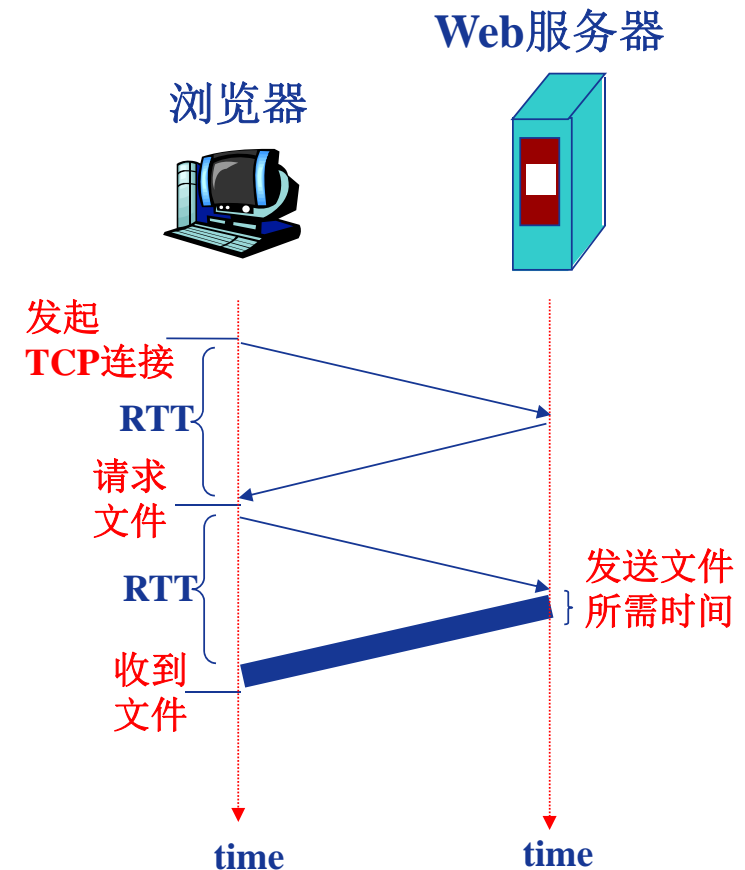 Web服务器
浏览器
发起
TCP连接
RTT
请求
文件
RTT
发送文件
所需时间
收到
文件
time
time